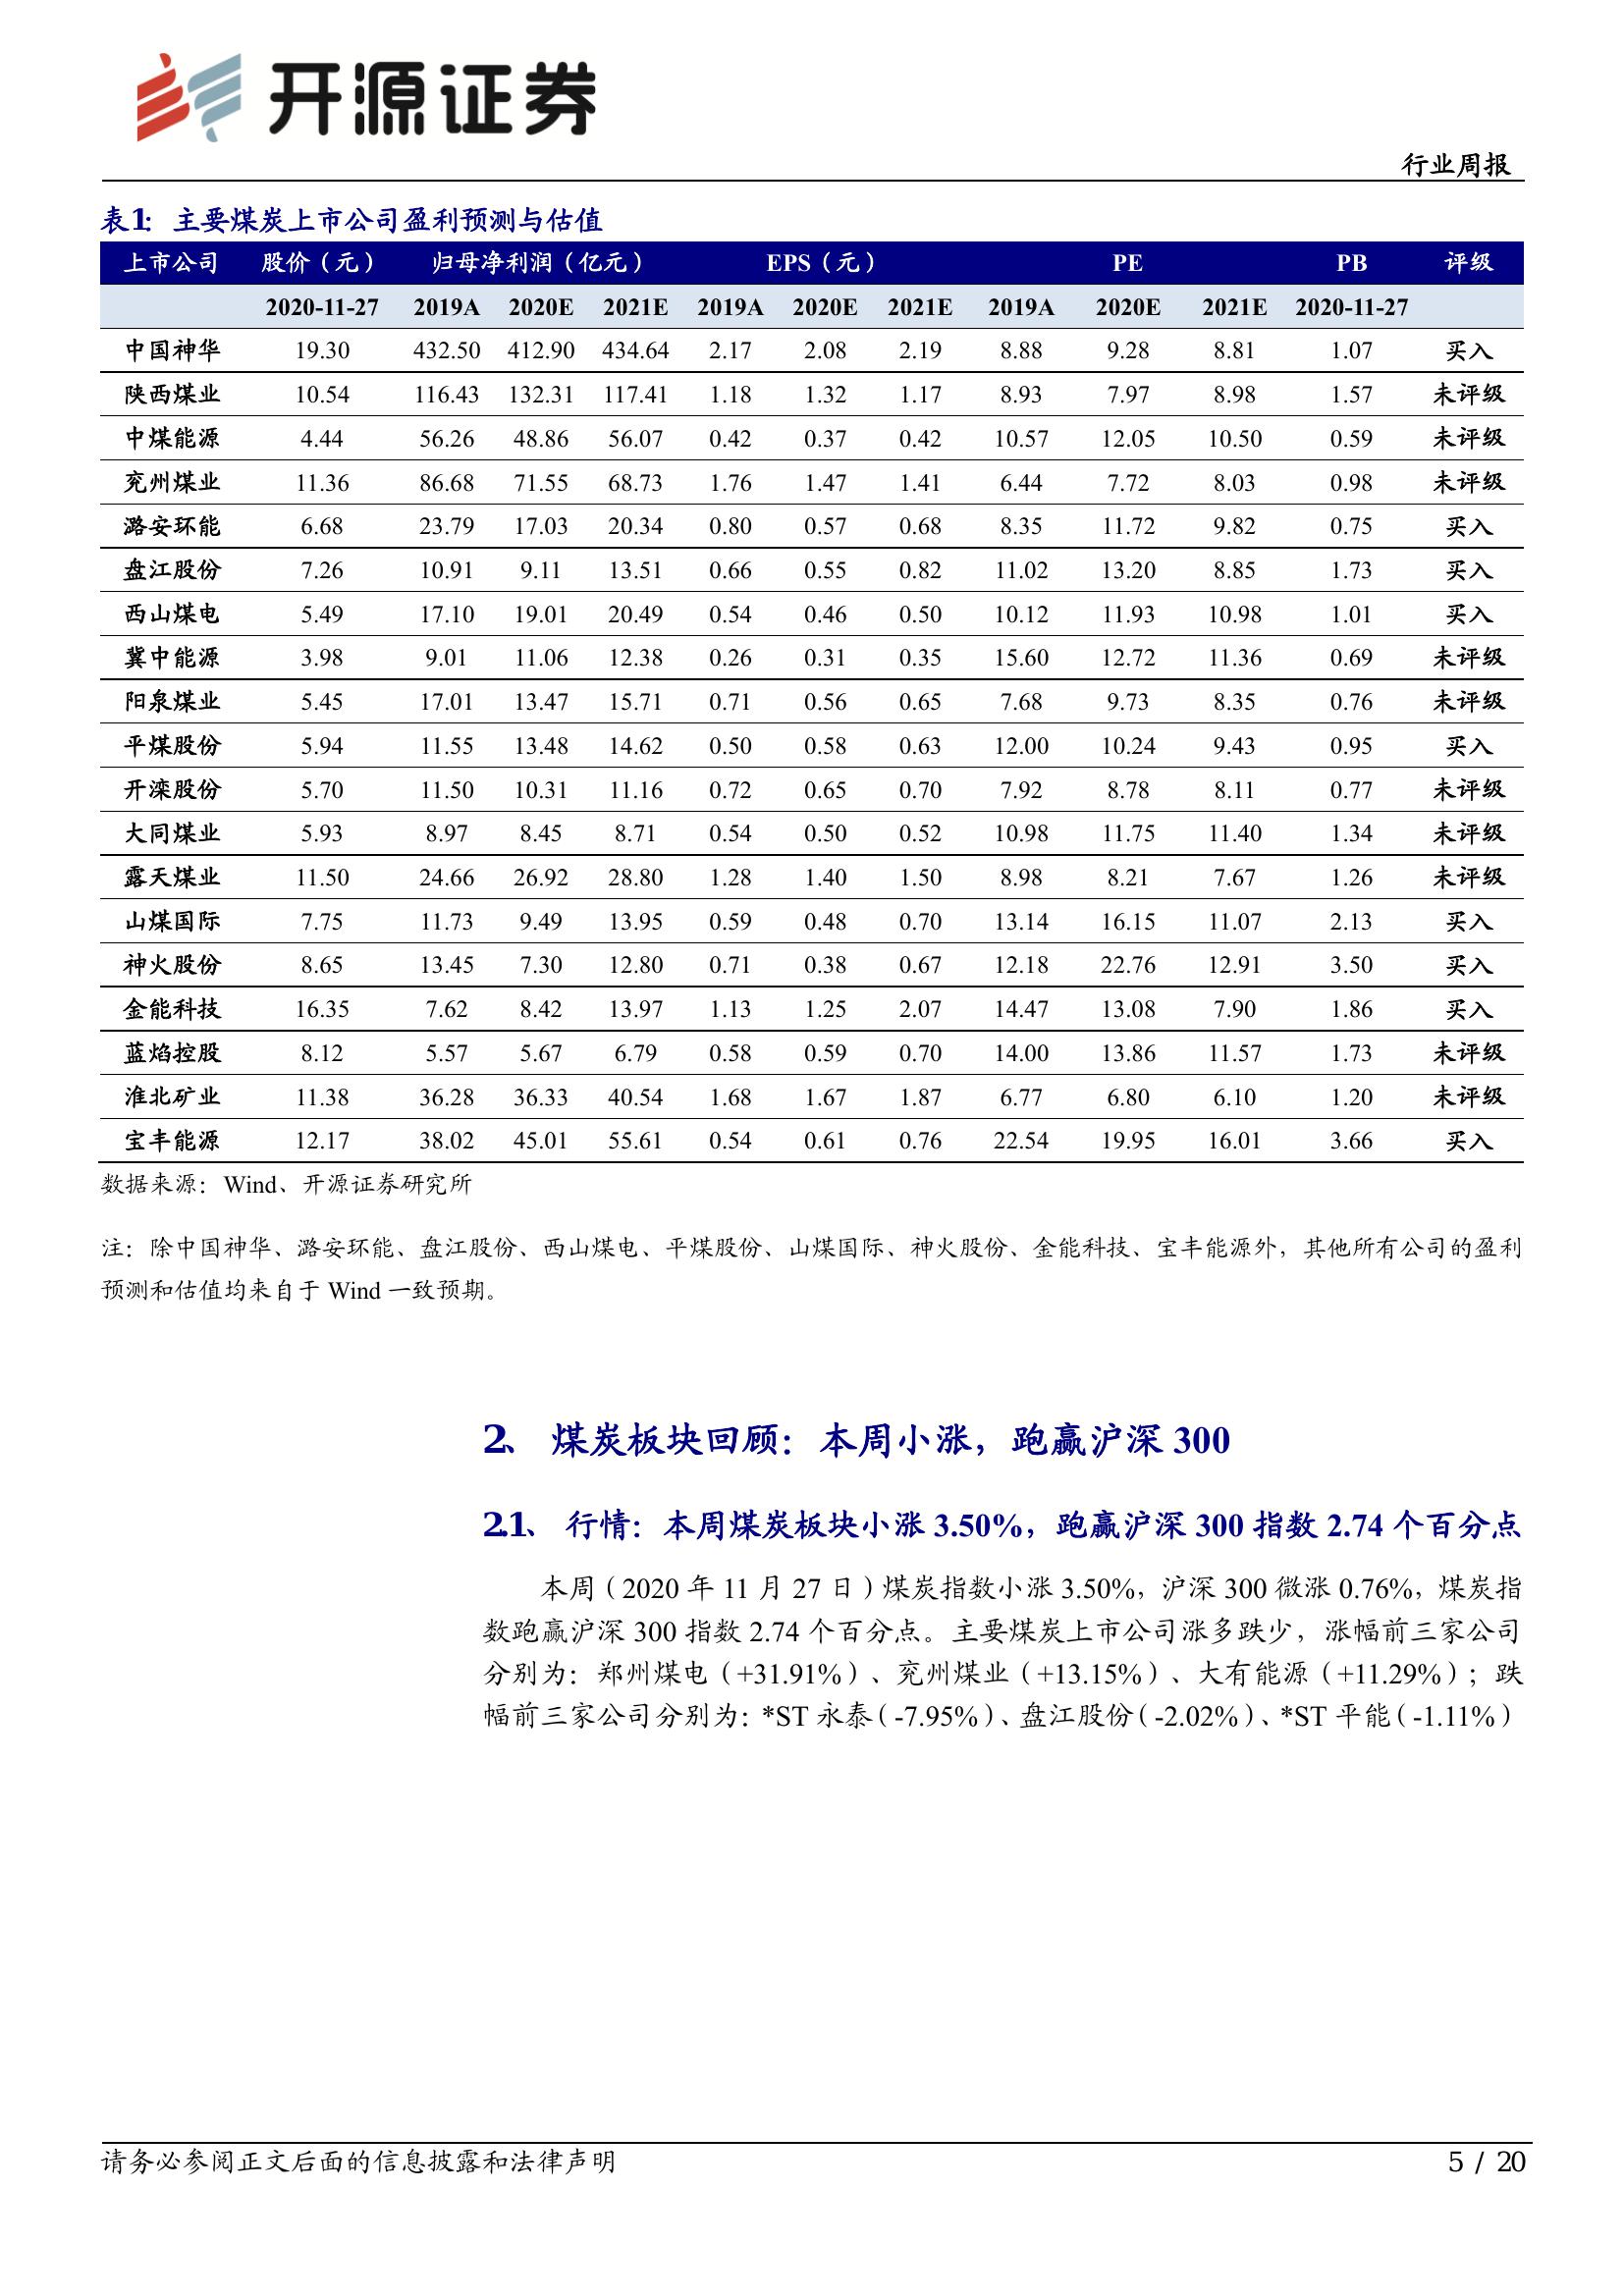 开源证券
行业周报
表1：主要煤炭上市公司盈利预测与估值
上市公司 股价（元） 归母净利润（亿元） EPS（元） PE PB 评级
2020-11-27 2019A 2020E 2021E 2019A 2020E 2021E 2019A 2020E 2021E 2020-11-27
中国神华 19.30 432.50 412.90 434.64 2.17 2.08 2.19 8.88 9.28 8.81 1.07 买入
陕西煤业 10.54 116.43 132.31 117.41 1.18 1.32 1.17 8.93 7.97 8.98 1.57 未评级
中煤能源 4.44 56.26 48.86 56.07 0.42 0.37 0.42 10.57 12.05 10.50 0.59 未评级
兖州煤业 11.36 86.68 71.55 68.73 1.76 1.47 1.41 6.44 7.72 8.03 0.98 未评级
潞安环能 6.68 23.79 17.03 20.34 0.80 0.57 0.68 8.35 11.72 9.82 0.75 买入
盘江股份 7.26 10.91 9.11 13.51 0.66 0.55 0.82 11.02 13.20 8.85 1.73 买入
西山煤电 5.49 17.10 19.01 20.49 0.54 0.46 0.50 10.12 11.93 10.98 1.01 买入
冀中能源 3.98 9.01 11.06 12.38 0.26 0.31 0.35 15.60 12.72 11.36 0.69 未评级
阳泉煤业 5.45 17.01 13.47 15.71 0.71 0.56 0.65 7.68 9.73 8.35 0.76 未评级
平煤股份 5.94 11.55 13.48 14.62 0.50 0.58 0.63 12.00 10.24 9.43 0.95 买入
开滦股份 5.70 11.50 10.31 11.16 0.72 0.65 0.70 7.92 8.78 8.11 0.77 未评级
大同煤业 5.93 8.97 8.45 8.71 0.54 0.50 0.52 10.98 11.75 11.40 1.34 未评级
露天煤业 11.50 24.66 26.92 28.80 1.28 1.40 1.50 8.98 8.21 7.67 1.26 未评级
山煤国际 7.75 11.73 9.49 13.95 0.59 0.48 0.70 13.14 16.15 11.07 2.13 买入
神火股份 8.65 13.45 7.30 12.80 0.71 0.38 0.67 12.18 22.76 12.91 3.50 买入
金能科技 16.35 7.62 8.42 13.97 1.13 1.25 2.07 14.47 13.08 7.90 1.86 买入
蓝焰控股 8.12 5.57 5.67 6.79 0.58 0.59 0.70 14.00 13.86 11.57 1.73 未评级
淮北矿业 11.38 36.28 36.33 40.54 1.68 1.67 1.87 6.77 6.80 6.10 1.20 未评级
宝丰能源 12.17 38.02 45.01 55.61 0.54 0.61 0.76 22.54 19.95 16.01 3.66 买入
数据来源：Wind、开源证券研究所
注：除中国神华、潞安环能、盘江股份、西山煤电、平煤股份、山煤国际、神火股份、金能科技、宝丰能源外，其他所有公司的盈利
预测和估值均来自于 Wind 一致预期。
2、 煤炭板块回顾：本周小涨，跑赢沪深 300
2.1、 行情：本周煤炭板块小涨 3.50%，跑赢沪深 300 指数 2.74 个百分点
本周（2020 年 11 月 27 日）煤炭指数小涨 3.50%，沪深 300 微涨 0.76%，煤炭指
数跑赢沪深 300 指数 2.74 个百分点。主要煤炭上市公司涨多跌少，涨幅前三家公司
分别为：郑州煤电（+31.91%）、兖州煤业（+13.15%）、大有能源（+11.29%）；跌
幅前三家公司分别为：*ST 永泰（-7.95%）、盘江股份（-2.02%）、*ST 平能（-1.11%）
请务必参阅正文后面的信息披露和法律声明
5 / 20